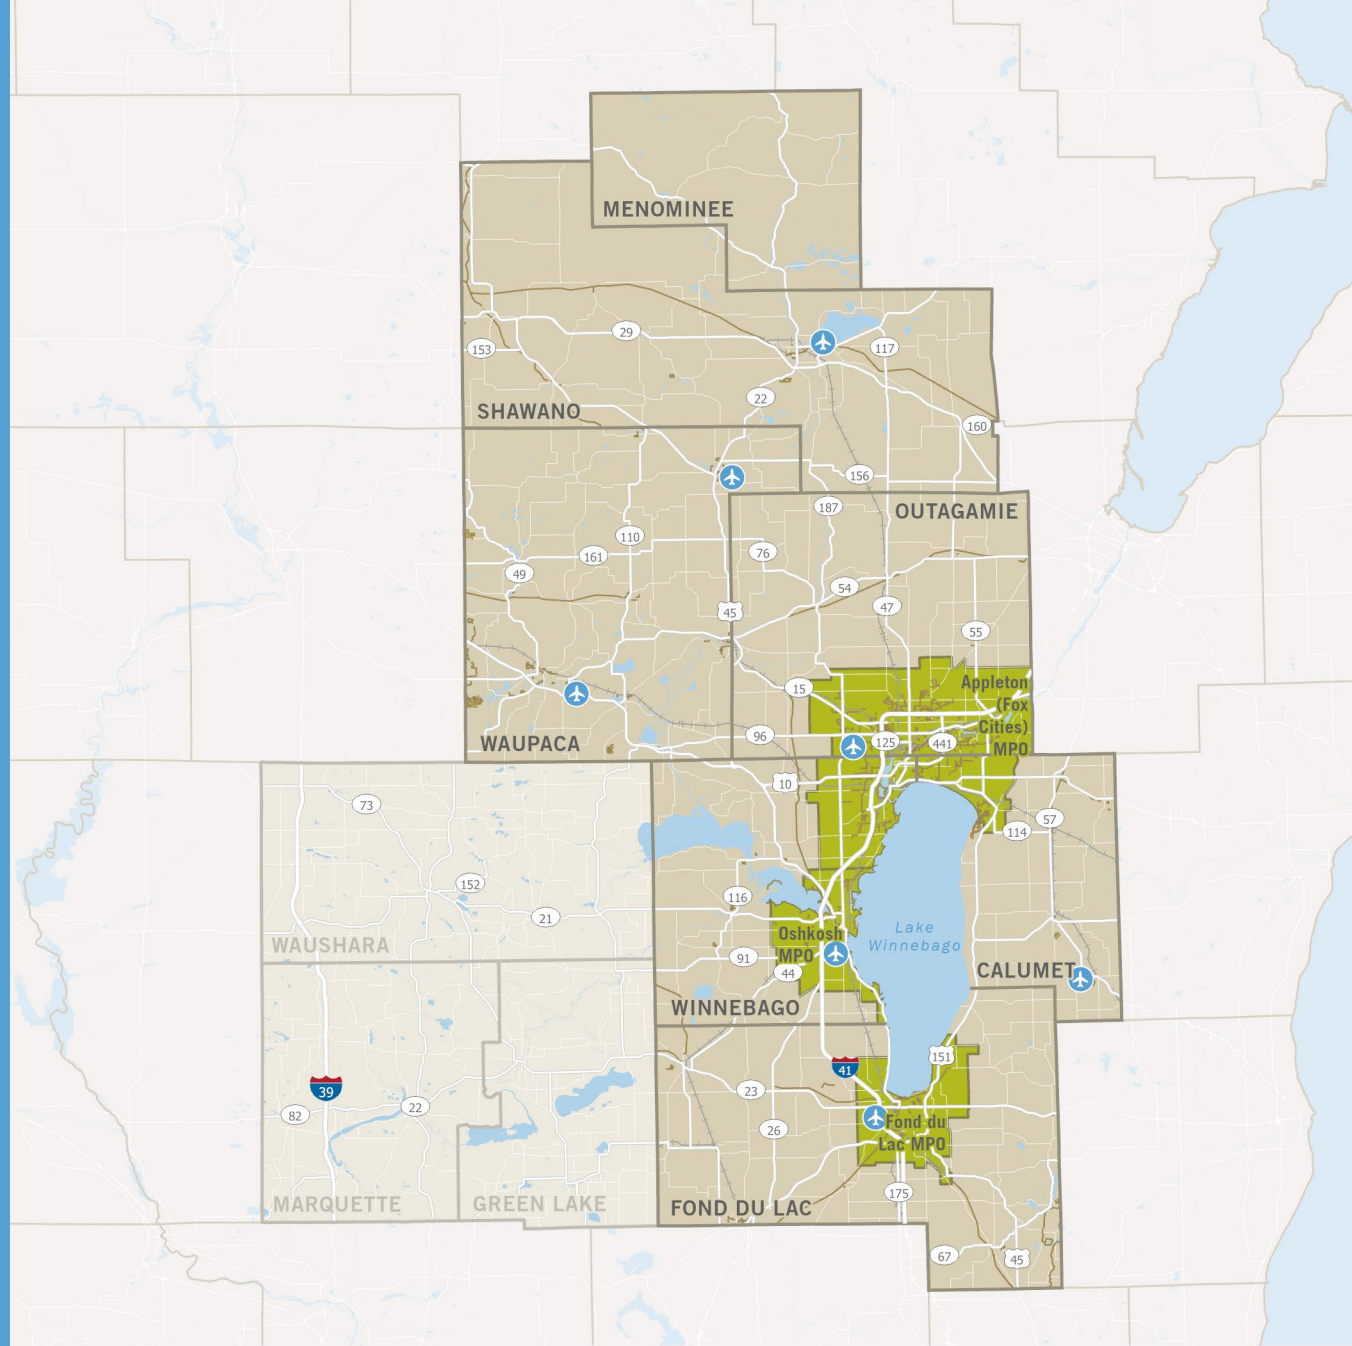 MENOMINEE
29
153
117
22
SHAWANO
160
156
187
OUTAGAMIE
110
76
161
49
54
45
47
55
Appleton
(Fox
Cities)
MPO
15
96
125
441
WAUPACA
10
73
57
114
152
116
21
Lake
Winnebago
Oshkosh
MPO
WAUSHARA
91
44
CALUMET
WINNEBAGO
151
41
39
23
22
82
Fond du
Lac MPO
26
175
MARQUETTE
GREEN LAKE
FOND DU LAC
67
45